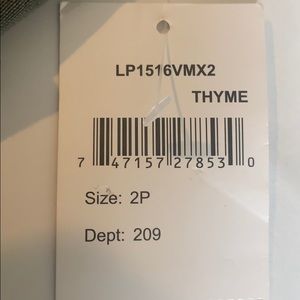 LP1516VMX2
THYME
7 47157 27853 0
Size: 2P
Dept: 209